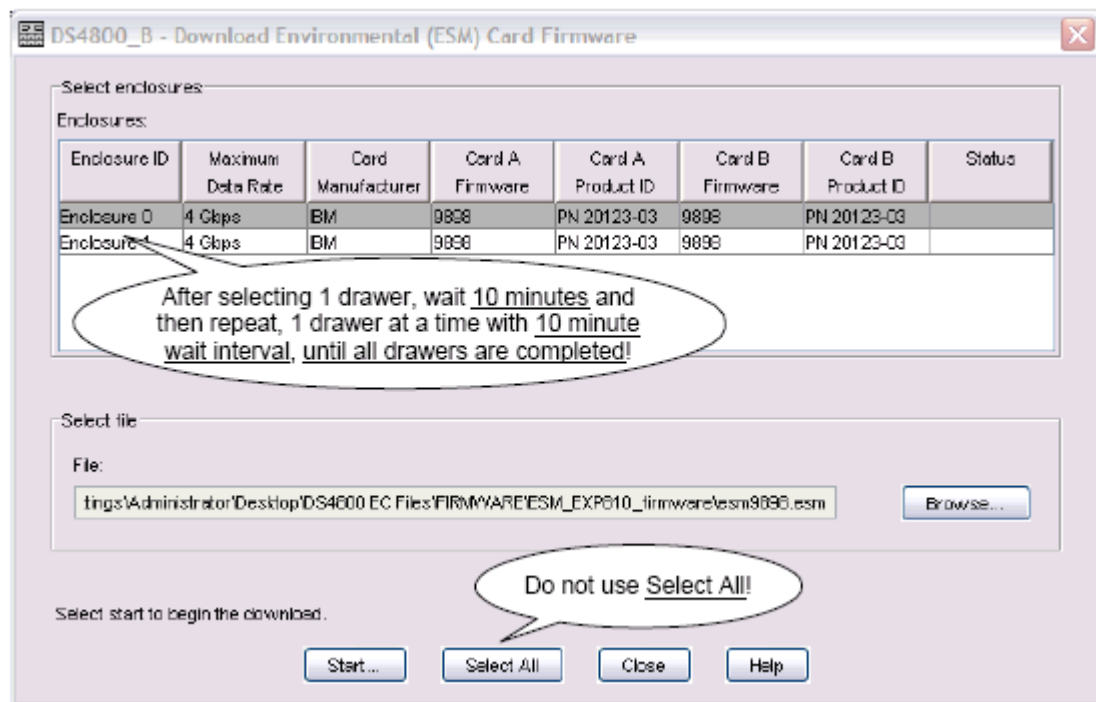 DS4800_B - Download Environmental (ESM) Card Firmware
Select enclosures
Enclosures:
Enclosure ID Maximum Data Rate Card Manufacturer Card A Firmware Card A Product ID Card B Firmware Card B Product ID Status
Enclosure 0 4 Gbps IBM 9898 PN 20123-03 9898 PN 20123-03
Enclosure 4 Gbps IBM 9898 PN 20123-03 9898 PN 20123-03
After selecting 1 drawer, wait 10 minutes and
then repeat, 1 drawer at a time with 10 minute
wait interval, until all drawers are completed!
Select file
File:
tings\Administrator\Desktop\DS4800 EC Files\FIRMWARE\ESM_EXP810_firmware\esm9898.esm Browse...
Do not use Select All!
Select start to begin the download.
Start... Select All Close Help